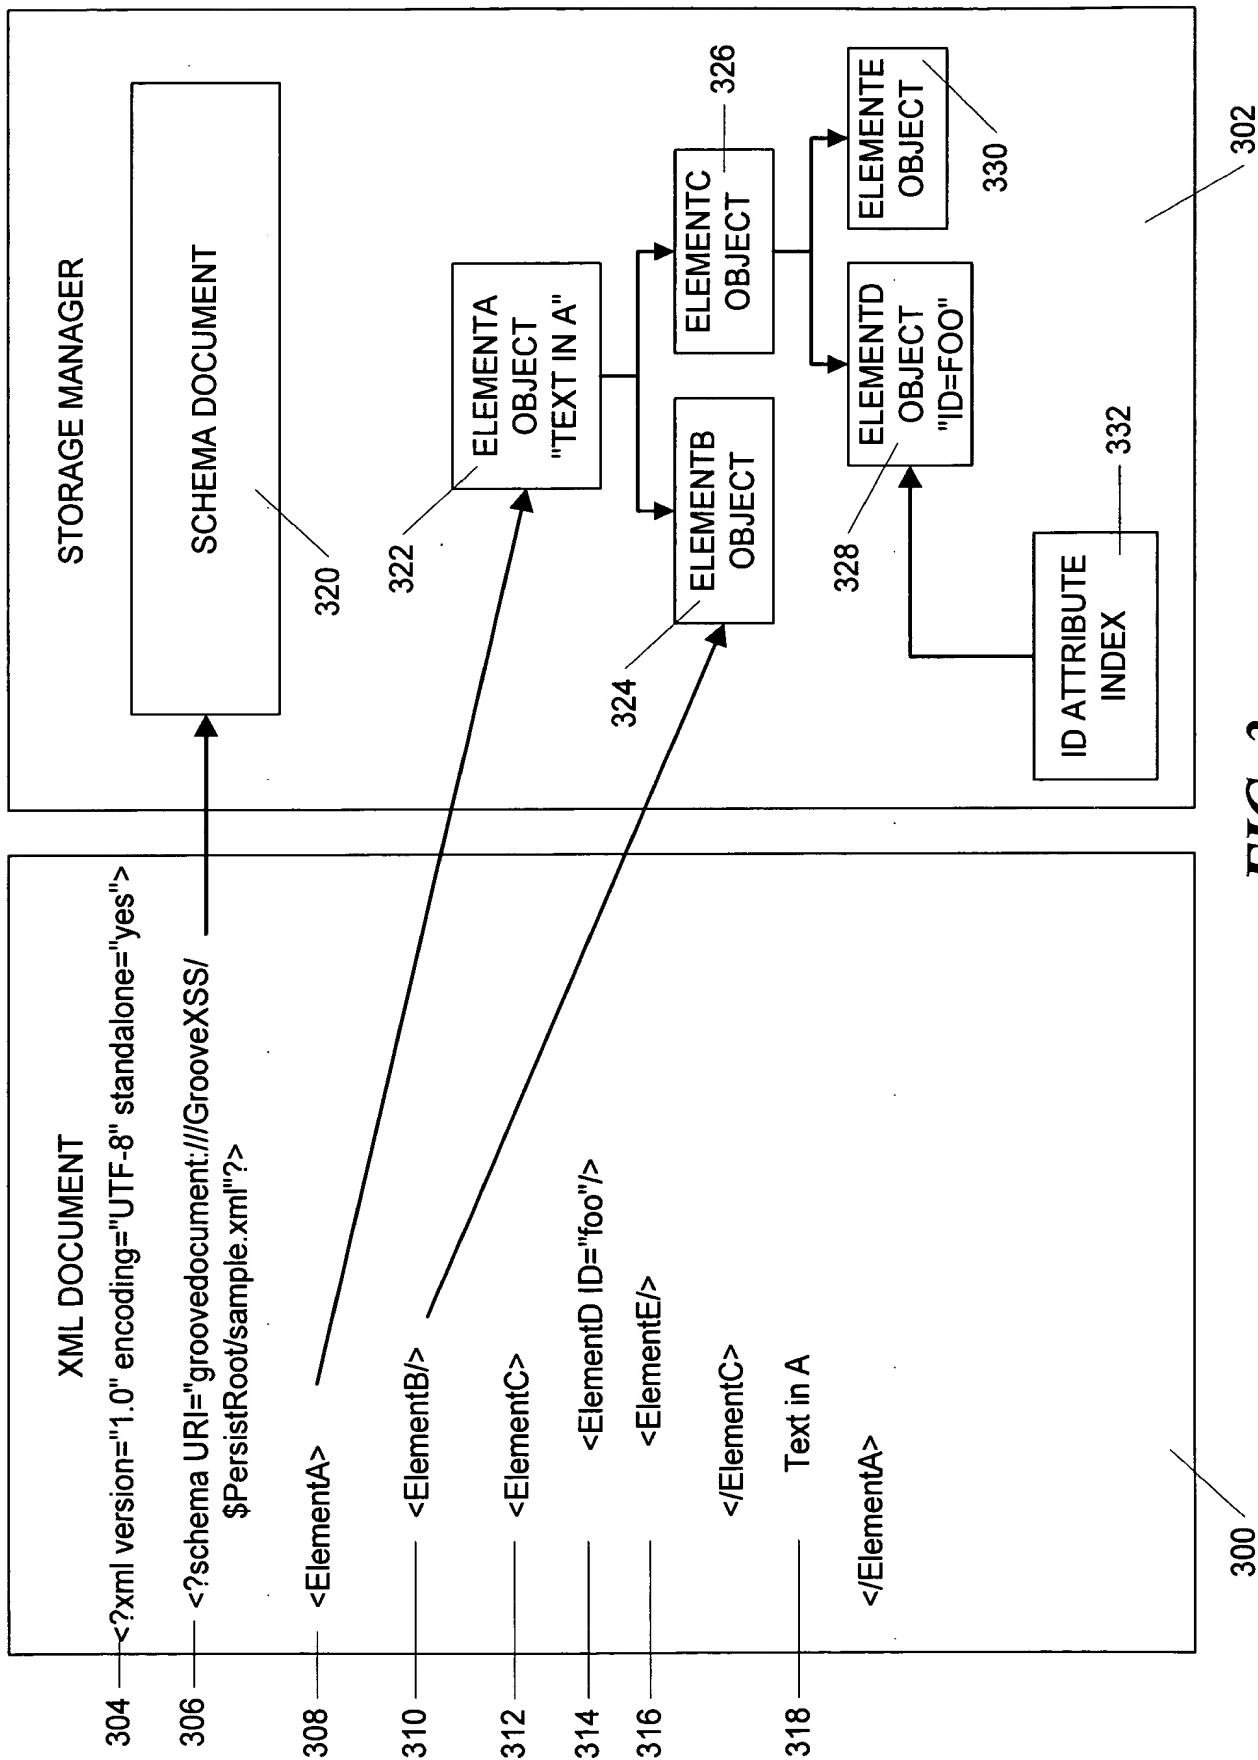 XML DOCUMENT
304
<?xml version="1.0" encoding="UTF-8" standalone="yes">
306
<?schema URI="groovedocument:///GrooveXSS/
$PersistRoot/sample.xml"?>
308
<ElementA>
310
<ElementB/>
312
<ElementC>
314
<ElementD ID="foo"/>
316
<ElementE/>
</ElementC>
318
Text in A
</ElementA>
300
STORAGE MANAGER
SCHEMA DOCUMENT
320
322
ELEMENTA
OBJECT
"TEXT IN A"
324
ELEMENTB
OBJECT
ELEMENTC
OBJECT
326
328
ELEMENTD
OBJECT
"ID=FOO"
ELEMENTE
OBJECT
330
ID ATTRIBUTE
INDEX
332
302
FIG.